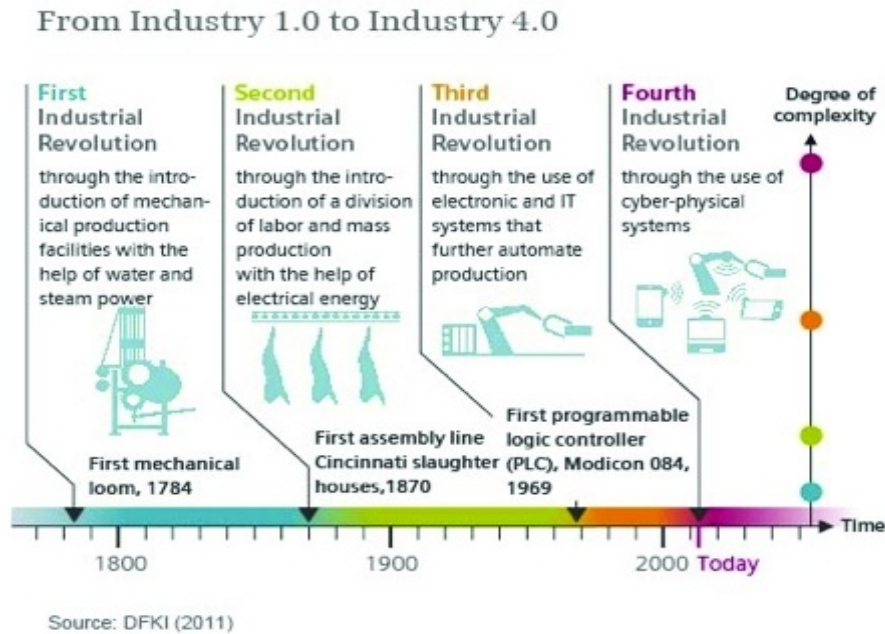 From Industry 1.0 to Industry 4.0
First
Industrial
Revolution
through the intro-
duction of mechan-
ical production
facilities with the
help of water and
steam power
Second
Industrial
Revolution
through the intro-
duction of a division
of labor and mass
production
with the help of
electrical energy
Third
Industrial
Revolution
through the use of
electronic and IT
systems that
further automate
production
Fourth
Industrial
Revolution
through the use of
cyber-physical
systems
Degree of
complexity
First mechanical
loom, 1784
First assembly line
Cincinnati slaughter
houses,1870
First programmable
logic controller
(PLC), Modicon 084,
1969
Time
1800
1900
2000
Today
Source: DFKI (2011)